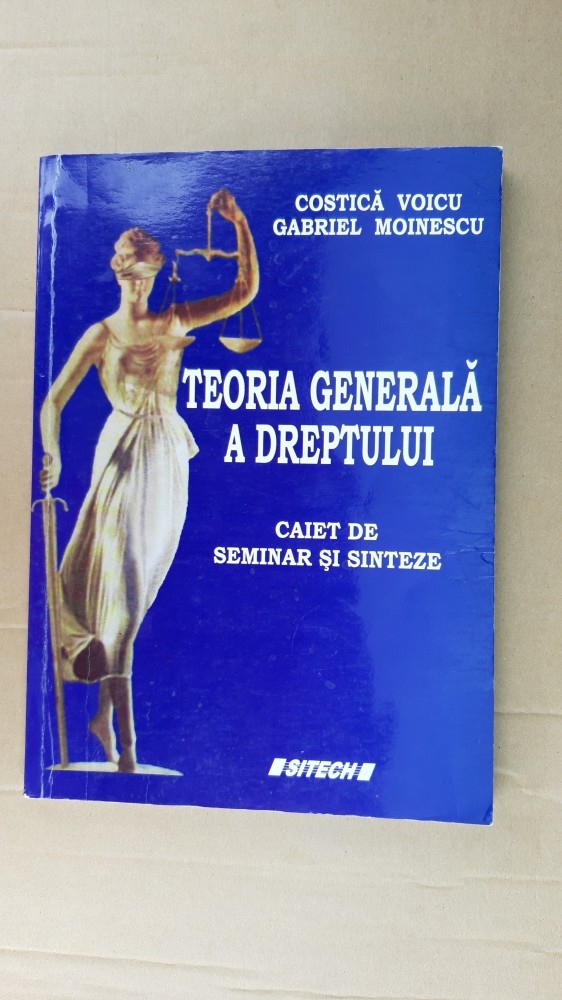 COSTICĂ VOICU
GABRIEL MOINESCU
TEORIA GENERALĂ
A DREPTULUI
CAIET DE
SEMINAR ŞI SINTEZE
SITECH